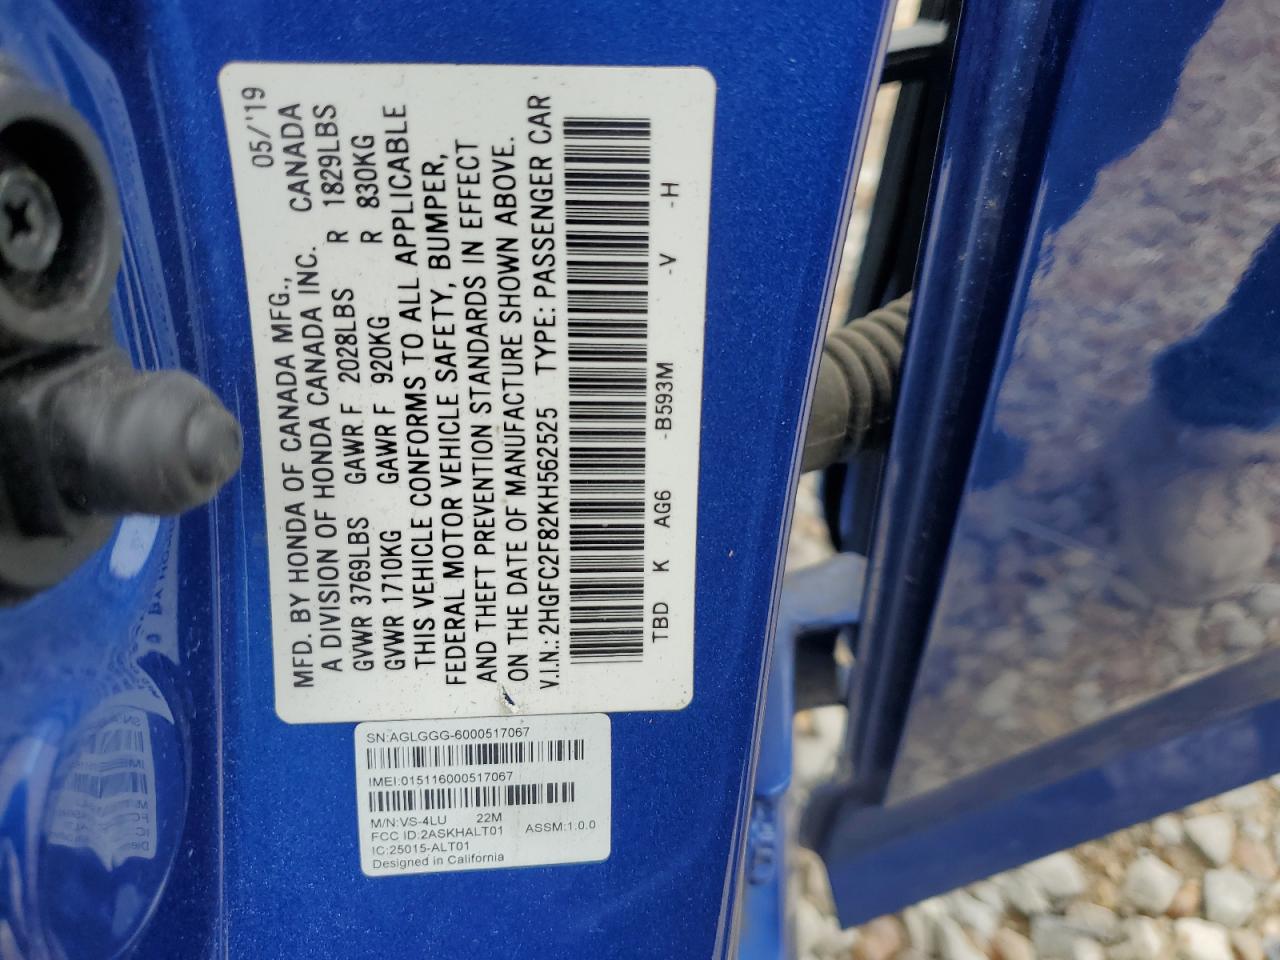 MFD. BY HONDA OF CANADA MFG., 05/'19
A DIVISION OF HONDA CANADA INC. CANADA
GVWR 3769LBS GAWR F 2028LBS R 1829LBS
GVWR 1710KG GAWR F 920KG R 830KG
THIS VEHICLE CONFORMS TO ALL APPLICABLE
FEDERAL MOTOR VEHICLE SAFETY, BUMPER,
AND THEFT PREVENTION STANDARDS IN EFFECT
ON THE DATE OF MANUFACTURE SHOWN ABOVE.
V.I.N.: 2HGFC2F82KH562525 TYPE: PASSENGER CAR
TBD K AG6 -B593M -V -H
SN:AGLGGG-6000517067
IMEI:015116000517067
M/N:VS-4LU 22M
FCC ID:2ASKHALT01 ASSM:1.0.0
IC:25015-ALT01
Designed in California